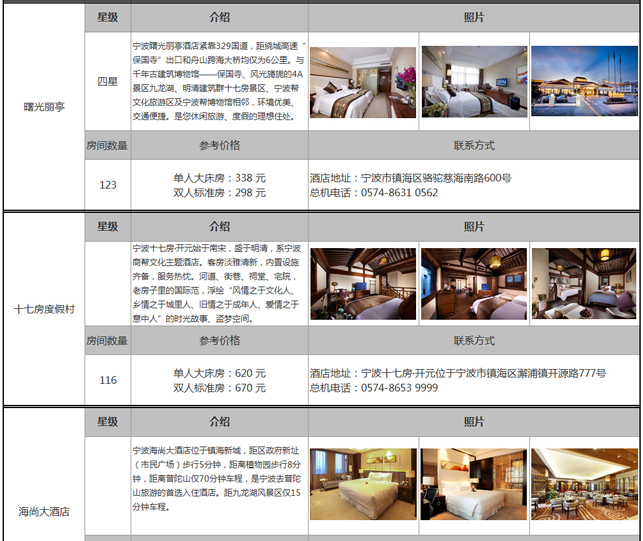 星级 介绍 照片
曙光丽亭
四星
宁波曙光丽亭酒店紧靠329国道，距绕城高速“
保国寺”出口和舟山跨海大桥均仅为6公里。与
千年古建筑博物馆——保国寺、风光旖旎的4A
景区九龙湖、明清建筑群十七房景区、宁波帮
文化旅游区及宁波帮博物馆相邻，环境优美、
交通便捷。是您休闲旅游、度假的理想住处。
房间数量 参考价格 联系方式
123
单人大床房：338 元
双人标准房：298 元
酒店地址：宁波市镇海区骆驼慈海南路600号
总机电话：0574-8631 0562
星级 介绍 照片
十七房度假村
宁波十七房·开元始于南宋，盛于明清，系宁波
商帮文化主题酒店。客房淡雅清新，内置设施
齐备，服务热忱。河道、街巷、祠堂、宅院，
老房子里的国际范，浮绘“风情之于文化人、
乡情之于城里人、旧情之于成年人、爱情之于
意中人”的时光故事、盗梦空间。
房间数量 参考价格 联系方式
116
单人大床房：620 元
双人标准房：670 元
酒店地址：宁波十七房·开元位于宁波市镇海区澥浦镇开源路777号
总机电话：0574-8653 9999
星级 介绍 照片
海尚大酒店
宁波海尚大酒店位于镇海新城，距区政府新址
（市民广场）步行5分钟，距离植物园步行8分
钟，距离普陀山仅70分钟车程，是宁波去普陀
山旅游的首选入住酒店。距九龙湖风景区仅15
分钟车程。